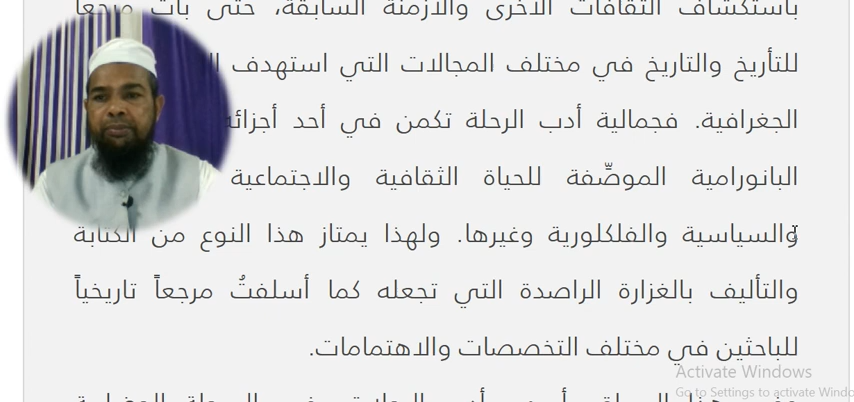 باستكشاف الثقافات الأخرى والأزمنة السابقة، حتى بات مرجعاً
للتأريخ والتاريخ في مختلف المجالات التي استهدف
الجغرافية. فجمالية أدب الرحلة تكمن في أحد أجزائه
البانورامية الموصِّفة للحياة الثقافية والاجتماعية
والسياسية والفلكلورية وغيرها. ولهذا يمتاز هذا النوع من الكتابة
والتأليف بالغزارة الراصدة التي تجعله كما أسلفتُ مرجعاً تاريخياً
للباحثين في مختلف التخصصات والاهتمامات.
Activate Windows
Go to Settings to activate Windo